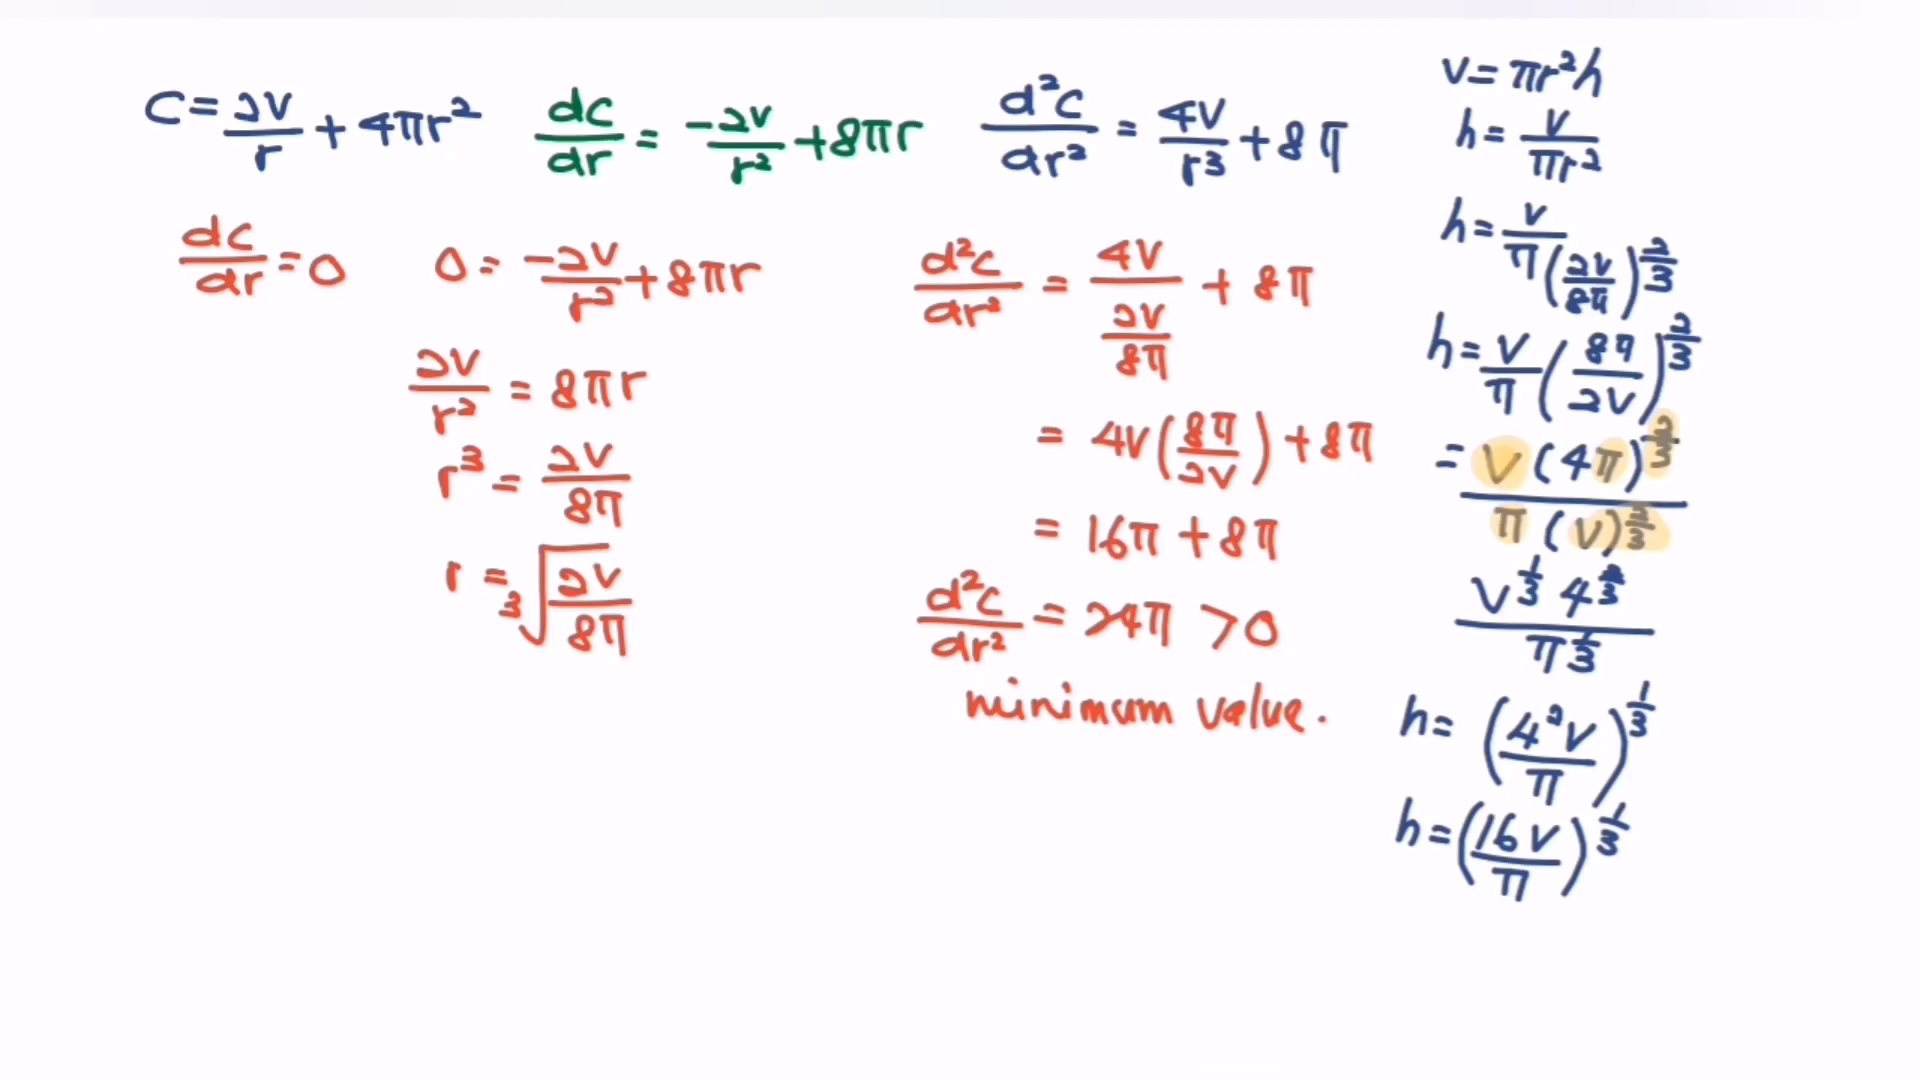 C = 2V/r + 4πr²
dc/dr = -2V/r² + 8πr
d²c/dr² = 4V/r³ + 8π
dc/dr = 0
0 = -2V/r² + 8πr
2V/r² = 8πr
r³ = 2V/8π
r = ³√(2V/8π)
d²c/dr² = 4V/(2V/8π) + 8π
= 4V(8π/2V) + 8π
= 16π + 8π
d²c/dr² = 24π > 0
minimum value.
V = πr²h
h = V/πr²
h = V/π(2V/8π)^(2/3)
h = V/π (8π/2V)^(2/3)
= V(4π)^(2/3)/π(V)^(2/3)
V^(1/3) 4^(2/3)/π^(1/3)
h = (4²V/π)^(1/3)
h = (16V/π)^(1/3)